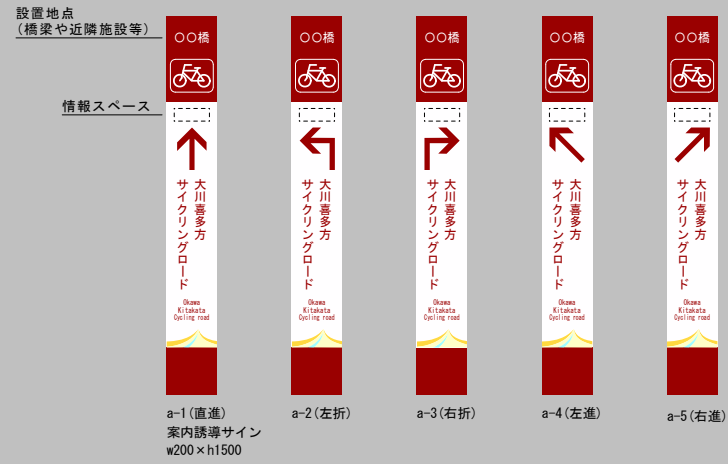 設置地点
(橋梁や近隣施設等)
情報スペース
○○橋
大川喜多方
サイクリングロード
Okawa
Kitakata
Cycling road
a-1(直進)
案内誘導サイン
w200×h1500
○○橋
大川喜多方
サイクリングロード
Okawa
Kitakata
Cycling road
a-2(左折)
○○橋
大川喜多方
サイクリングロード
Okawa
Kitakata
Cycling road
a-3(右折)
○○橋
大川喜多方
サイクリングロード
Okawa
Kitakata
Cycling road
a-4(左進)
○○橋
大川喜多方
サイクリングロード
Okawa
Kitakata
Cycling road
a-5(右進)